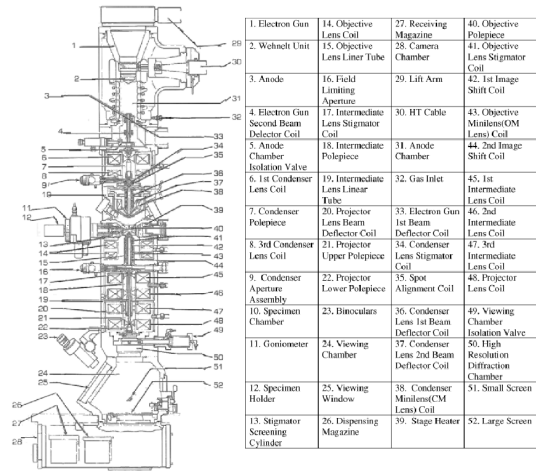 1
2
3
4
5
6
7
8
9
10
11
12
13
14
15
16
17
18
19
20
21
22
23
24
25
26
27
28
29
30
31
32
33
34
35
36
37
38
39
40
41
42
43
44
45
46
47
48
49
50
51
52
1. Electron Gun
14. Objective
Lens Coil
27. Receiving
Magazine
40. Objective
Polepiece
2. Wehnelt Unit
15. Objective
Lens Liner Tube
28. Camera
Chamber
41. Objective
Lens Stigmator
Coil
3. Anode
16. Field
Limiting
Aperture
29. Lift Arm
42. 1st Image
Shift Coil
4. Electron Gun
Second Beam
Delector Coil
17. Intermediate
Lens Stigmator
Coil
30. HT Cable
43. Objective
Minilens(OM
Lens) Coil
5. Anode
Chamber
Isolation Valve
18. Intermediate
Polepiece
31. Anode
Chamber
44. 2nd Image
Shift Coil
6. 1st Condenser
Lens Coil
19. Intermediate
Lens Linear
Tube
32. Gas Inlet
45. 1st
Intermediate
Lens Coil
7. Condenser
Polepiece
20. Projector
Lens Beam
Deflector Coil
33. Electron Gun
1st Beam
Deflector Coil
46. 2nd
Intermediate
Lens Coil
8. 3rd Condenser
Lens Coil
21. Projector
Upper Polepiece
34. Condenser
Lens Stigmator
Coil
47. 3rd
Intermediate
Lens Coil
9. Condenser
Aperture
Assembly
22. Projector
Lower Polepiece
35. Spot
Alignment Coil
48. Projector
Lens Coil
10. Specimen
Chamber
23. Binoculars
36. Condenser
Lens 1st Beam
Deflector Coil
49. Viewing
Chamber
Isolation Valve
11. Goniometer
24. Viewing
Chamber
37. Condenser
Lens 2nd Beam
Deflector Coil
50. High
Resolution
Diffraction
Chamber
12. Specimen
Holder
25. Viewing
Window
38. Condenser
Minilens(CM
Lens) Coil
51. Small Screen
13. Stigmator
Screening
Cylinder
26. Dispensing
Magazine
39. Stage Heater
52. Large Screen